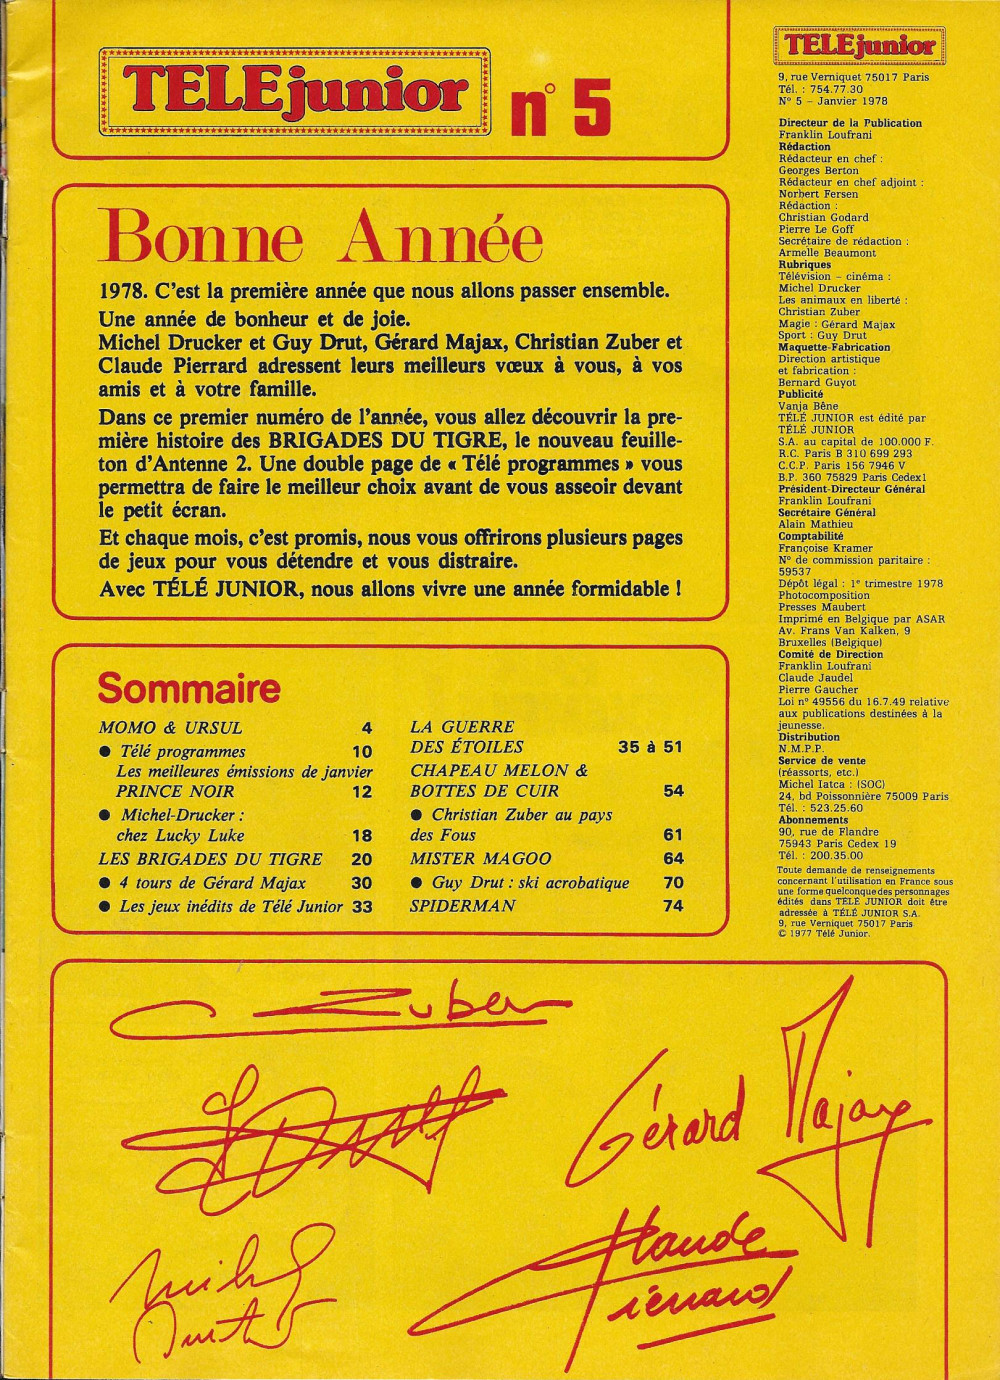 TELEjunior n° 5
Bonne Année
1978. C'est la première année que nous allons passer ensemble.
Une année de bonheur et de joie.
Michel Drucker et Guy Drut, Gérard Majax, Christian Zuber et
Claude Pierrard adressent leurs meilleurs vœux à vous, à vos
amis et à votre famille.
Dans ce premier numéro de l'année, vous allez découvrir la pre-
mière histoire des BRIGADES DU TIGRE, le nouveau feuille-
ton d'Antenne 2. Une double page de « Télé programmes » vous
permettra de faire le meilleur choix avant de vous asseoir devant
le petit écran.
Et chaque mois, c'est promis, nous vous offrirons plusieurs pages
de jeux pour vous détendre et vous distraire.
Avec TÉLÉ JUNIOR, nous allons vivre une année formidable !
Sommaire
MOMO & URSUL 4
● Télé programmes 10
Les meilleures émissions de janvier
PRINCE NOIR 12
● Michel-Drucker :
chez Lucky Luke 18
LES BRIGADES DU TIGRE 20
● 4 tours de Gérard Majax 30
● Les jeux inédits de Télé Junior 33
LA GUERRE
DES ÉTOILES 35 à 51
CHAPEAU MELON &
BOTTES DE CUIR 54
● Christian Zuber au pays
des Fous 61
MISTER MAGOO 64
● Guy Drut : ski acrobatique 70
SPIDERMAN 74
TELEjunior
9, rue Verniquet 75017 Paris
Tél. : 754.77.30
N° 5 – Janvier 1978
Directeur de la Publication
Franklin Loufrani
Rédaction
Rédacteur en chef :
Georges Berton
Rédacteur en chef adjoint :
Norbert Fersen
Rédaction :
Christian Godard
Pierre Le Goff
Secrétaire de rédaction :
Armelle Beaumont
Rubriques
Télévision – cinéma :
Michel Drucker
Les animaux en liberté :
Christian Zuber
Magie : Gérard Majax
Sport : Guy Drut
Maquette-Fabrication
Direction artistique
et fabrication :
Bernard Guyot
Publicité
Vanja Bêne
TÉLÉ JUNIOR est édité par
TÉLÉ JUNIOR
S.A. au capital de 100.000 F.
R.C. Paris B 310 699 293
C.C.P. Paris 156 7946 V
B.P. 360 75829 Paris Cedex1
Président-Directeur Général
Franklin Loufrani
Secrétaire Général
Alain Mathieu
Comptabilité
Françoise Kramer
N° de commission paritaire :
59537
Dépôt légal : 1e trimestre 1978
Photocomposition
Presses Maubert
Imprimé en Belgique par ASAR
Av. Frans Van Kalken, 9
Bruxelles (Belgique)
Comité de Direction
Franklin Loufrani
Claude Jaudel
Pierre Gaucher
Loi n° 49556 du 16.7.49 relative
aux publications destinées à la
jeunesse.
Distribution
N.M.P.P.
Service de vente
(réassorts, etc.)
Michel Iatca : (SOC)
24, bd Poissonnière 75009 Paris
Tél. : 523.25.60
Abonnements
90, rue de Flandre
75943 Paris Cedex 19
Tél. : 200.35.00
Toute demande de renseignements
concernant l'utilisation en France sous
une forme quelconque des personnages
édités dans TÉLÉ JUNIOR doit être
adressée à TÉLÉ JUNIOR S.A.
9, rue Verniquet 75017 Paris
© 1977 Télé Junior.
C Zuber
Gérard Majax
Claude
Pierrard